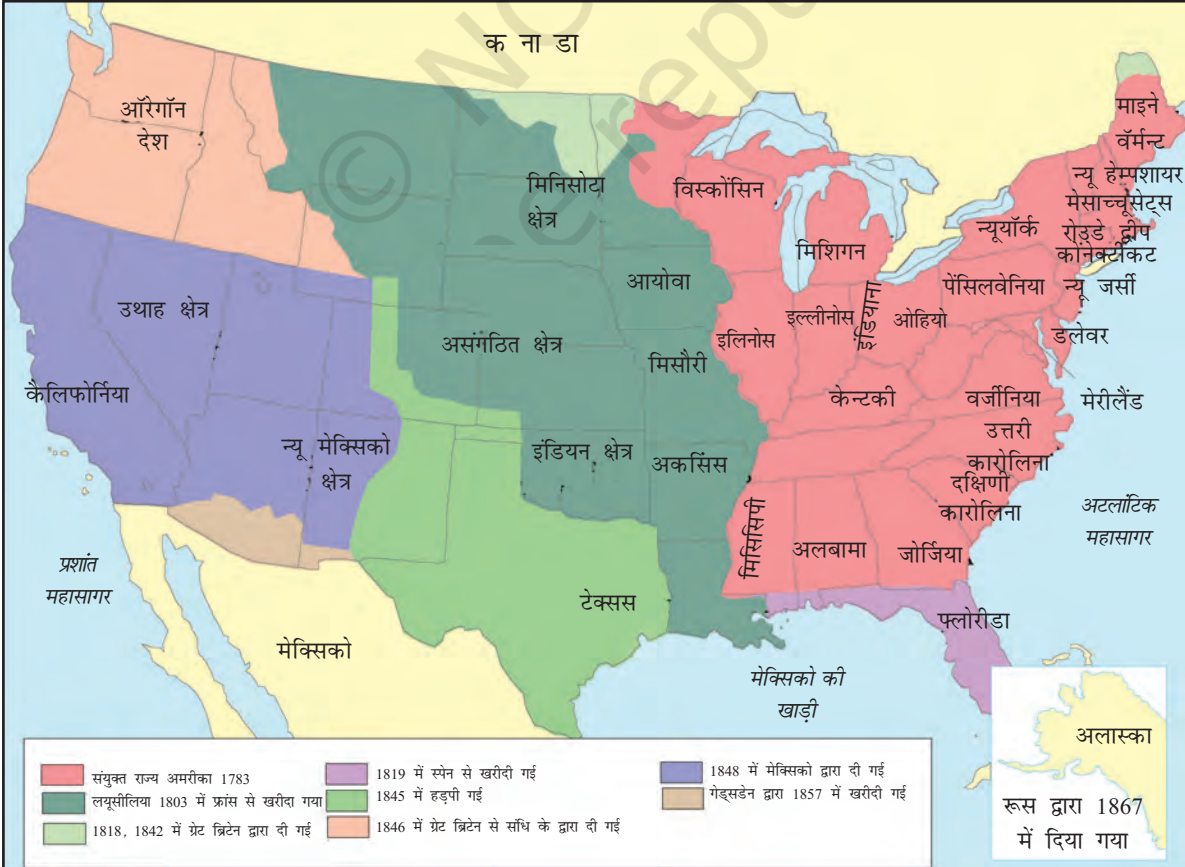 क ना डा
ऑरेगॉन
देश
माइने
वॅर्मन्ट
न्यू हेम्पशायर
मेसाच्चूसेट्स
रोउडे द्वीप
कॉनेक्टीकट
न्यूयॉर्क
विस्कोंसिन
मिनिसोटा
क्षेत्र
मिशिगन
आयोवा
पेंसिलवेनिया
न्यू जर्सी
उथाह क्षेत्र
असंगठित क्षेत्र
इलिनोस
इल्लीनोस
इंडियाना
ओहियो
डलेवर
मिसौरी
कैलिफोर्निया
केन्टकी
वर्जीनिया
मेरीलैंड
उत्तरी
कारोलिना
न्यू मेक्सिको
क्षेत्र
इंडियन क्षेत्र
अकसिंस
दक्षिणी
कारोलिना
अटलांटिक
महासागर
मिसिसिपी
अलबामा
जोर्जिया
प्रशांत
महासागर
टेक्सस
फ्लोरीडा
मेक्सिको
मेक्सिको की
खाड़ी
अलास्का
रूस द्वारा 1867
में दिया गया
संयुक्त राज्य अमरीका 1783
लयूसीलिया 1803 में फ्रांस से खरीदा गया
1818, 1842 में ग्रेट ब्रिटेन द्वारा दी गई
1819 में स्पेन से खरीदी गई
1845 में हड़पी गई
1846 में ग्रेट ब्रिटेन से संधि के द्वारा दी गई
1848 में मेक्सिको द्वारा दी गई
गेड्सडेन द्वारा 1857 में खरीदी गई